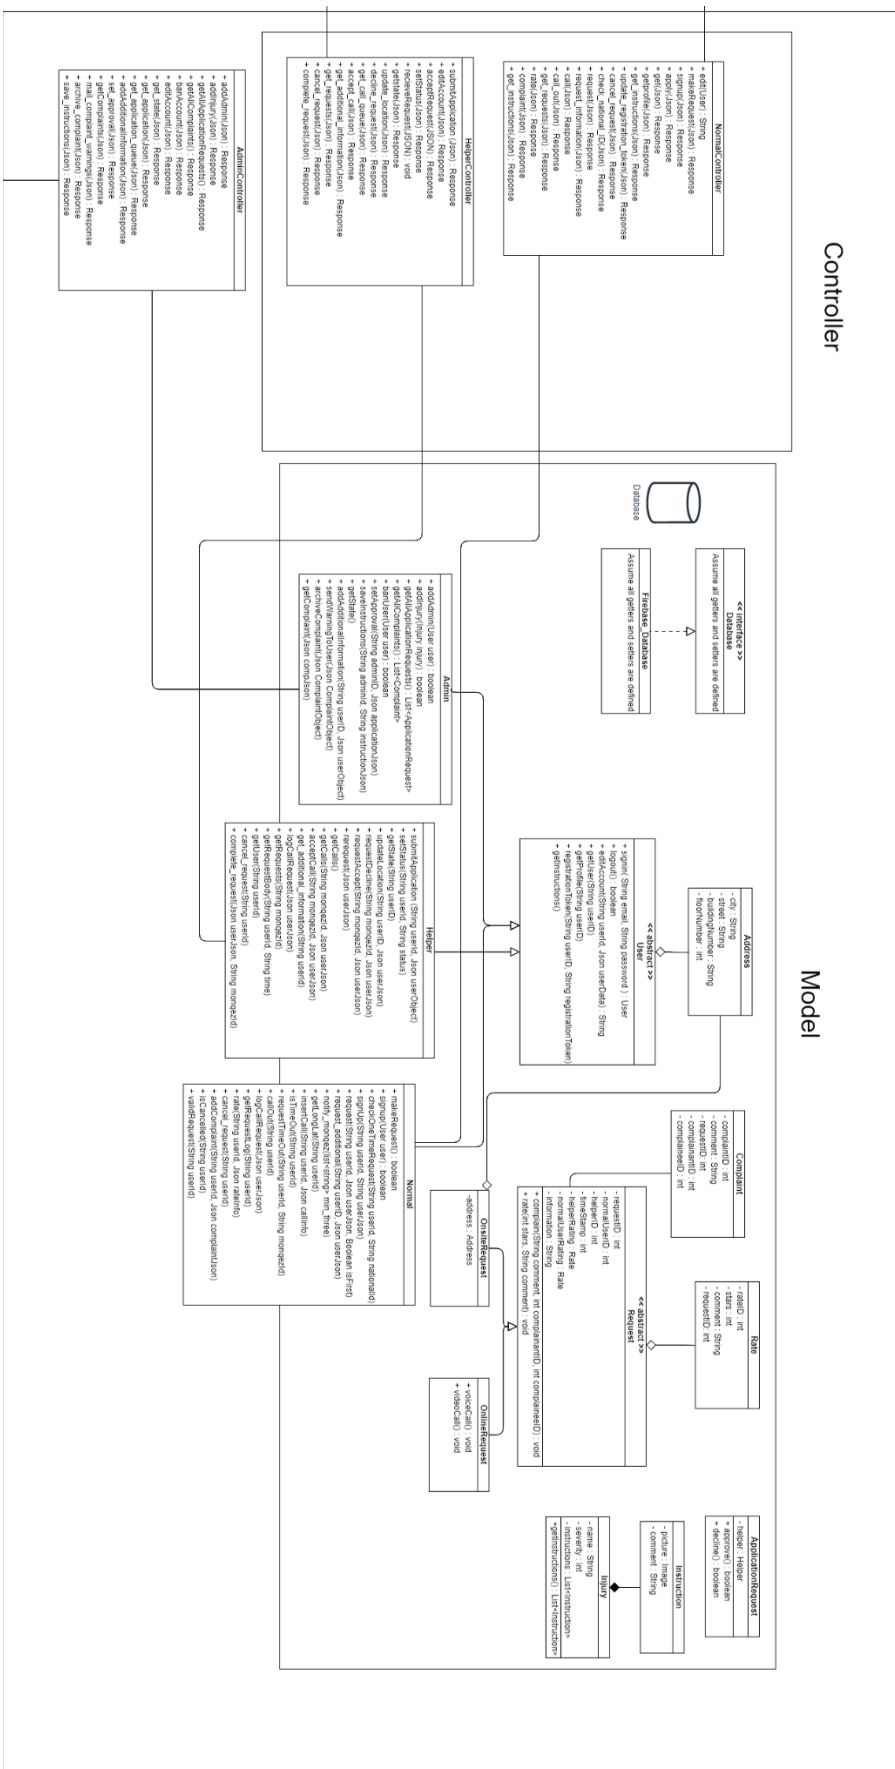 Controller
NormalController
+ edit(User) : String
+ makeRequest(Json) : Response
+ signup(Json) : Response
+ apply(Json) : Response
+ get(Json) : Response
+ getprofile(Json) : Response
+ get_instructions(Json) : Response
+ update_registration_token(Json) : Response
+ cancel_request(Json) : Response
+ check_national_ID(Json) : Response
+ request(Json) : Response
+ request_information(Json) : Response
+ call(Json) : Response
+ call_out(Json) : Response
+ get_requests(Json) : Response
+ rate(Json) : Response
+ complaint(Json) : Response
+ get_instructions(Json) : Response
HelperController
+ submitApplication (Json) : Response
+ editAccount(Json) : Response
+ acceptRequest(JSON) : Response
+ setStatus(Json) : Response
+ recieveRequest(JSON) : void
+ getstate(Json) : Response
+ update_location(Json) : Response
+ decline_request(Json) : Response
+ get_call_queue(Json) : Response
+ accept_call(Json) : Response
+ get_additional_information(Json) : Response
+ get_requests(Json) : Response
+ cancel_request(Json) : Response
+ complete_request(Json) : Response
AdminController
+ addAdmin(Json) : Response
+ addInjury(Json) : Response
+ getAllApplicationRequests() : Response
+ getAllComplaints() : Response
+ banAccount(Json) : Response
+ editAccount(Json) : Response
+ get_state(Json) : Response
+ get_application(Json) : Response
+ get_application_queue(Json) : Response
+ addAdditionalInformation(Json) : Response
+ set_approval(Json) : Response
+ getComplaints(Json) : Response
+ mail_complaint_warnings(Json) : Response
+ archive_complaint(Json) : Response
+ save_instructions(Json) : Response
Model
Database
<< interface >>
Database
Assume all getters and setters are defined
Firebase_Database
Assume all getters and setters are defined
Admin
+ addAdmin(User user) : boolean
+ addInjury(Injury injury) : boolean
+ getAllApplicationRequests() : List<ApplicationRequest>
+ getAllComplaints() : List<Complaint>
+ banUser(User user) : boolean
+ setApproval(String adminID, Json applicationJson)
+ saveInstructions(String adminId, String instructionJson)
+ getState()
+ addAdditionalInformation(String userID, Json userObject)
+ sendWarningToUser(Json ComplaintObject)
+ archiveComplaint(Json ComplaintObject)
+ getComplaint(Json compJson)
Address
- city : String
- street : String
- buildingNumber : String
- floorNumber : int
<< abstract >>
User
+ signin( String email, String password ) : User
+ logout() : boolean
+ editAccount(String userId, Json userData) : String
+ getUser(String userID)
+ getProfile(String userID)
+ registrationToken(String userID, String registrationToken)
+getInstructions()
Helper
+ submitApplication (String userId, Json userObject)
+ setStatus(String userId, String status)
+ getState(String userID)
+ updateLocation(String userID, Json userJson)
+ requestDecline(String monqezId, Json userJson)
+ requestAccept(String monqezId, Json userJson)
+ rerequest(Json userJson)
+ getCalls()
+ getCalls(String monqezId, Json userJson)
+ acceptCall(String monqezId, Json userJson)
+ get_additional_information(String userId)
+ logCallRequest(Json userJson)
+ getRequests(String monqezId)
+ getRequestBody(String userId, String time)
+ getUser(String userId)
+ cancel_request(String userId)
+ complete_request(Json userJson, String monqezId)
Normal
+ makeRequest() : boolean
+ signup(User user) : boolean
+ checkOneTimeRequest(String userId, String nationalId)
+ signUp(String userId, String userJson)
+ request(String userId, Json userJson, Boolean isFirst)
+ request_additional(String userID, Json userJson)
+ notify_monqez(list<string> min_three)
+ getLongLat(String userId)
+ insertCall(String userId, Json callInfo)
+ isTimeOut(String userId)
+ requestTimeOut(String userId, String monqezId)
+ callOut(String userId)
+ logCallRequest(Json userJson)
+ getRequestLog(String userId)
+ rate(String userId, Json rateInfo)
+ cancel_request(String userId)
+ addComplaint(String userId, Json complaintJson)
+ isCancelled(String userId)
+ validRequest(String userId)
Complaint
- complaintID : int
- comment : String
- requestID : int
- complainantID : int
- complaineeID : int
Rate
- rateID : int
- stars : int
- comment : String
- requestID: int
<< abstract >>
Request
- requestID : int
- normalUserID : int
- helperID : int
- timeStamp : int
- helperRating : Rate
- normalUserRating : Rate
- information : String
+ complain(String comment, int complainantID, int complaineeID) : void
+ rate(int stars, String comment) : void
OnsiteRequest
-address : Address
OnlineRequest
+ voiceCall() : void
+ videoCall() : void
ApplicationRequest
- helper : Helper
+ approve() : boolean
+ decline() : boolean
Instruction
- picture : Image
- comment : String
Injury
- name : String
- severity : int
- instructions : List<Instruction>
+getInstructions() : List<Instruction>